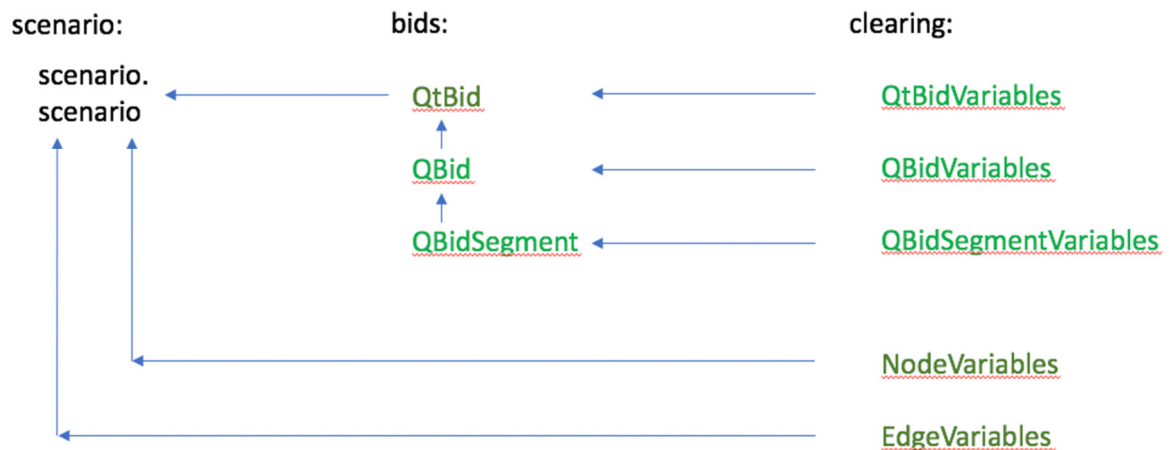 scenario:
bids:
clearing:
scenario.
scenario
QtBid
QtBidVariables
QBid
QBidVariables
QBidSegment
QBidSegmentVariables
NodeVariables
EdgeVariables